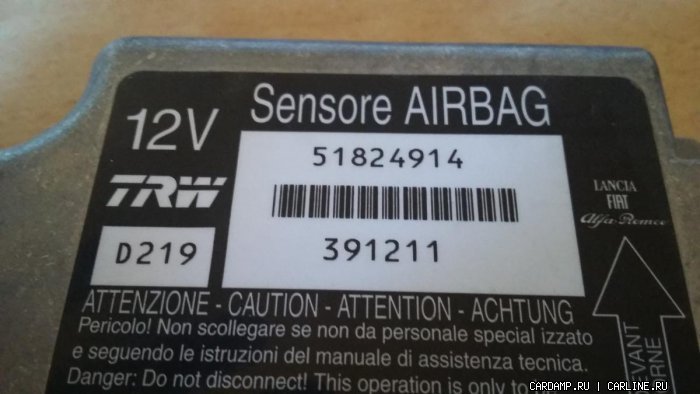 Sensore AIRBAG
12V
51824914
TRW
391211
D219
LANCIA
FIAT
Alfa Romeo
ATTENZIONE - CAUTION - ATTENTION - ACHTUNG
Pericolo! Non scollegare se non da personale special izzato
e seguendo le istruzioni del manuale di assistenza tecnica.
Danger: Do not disconnect! This operation is only to be
CARDAMP.RU | CARLINE.RU